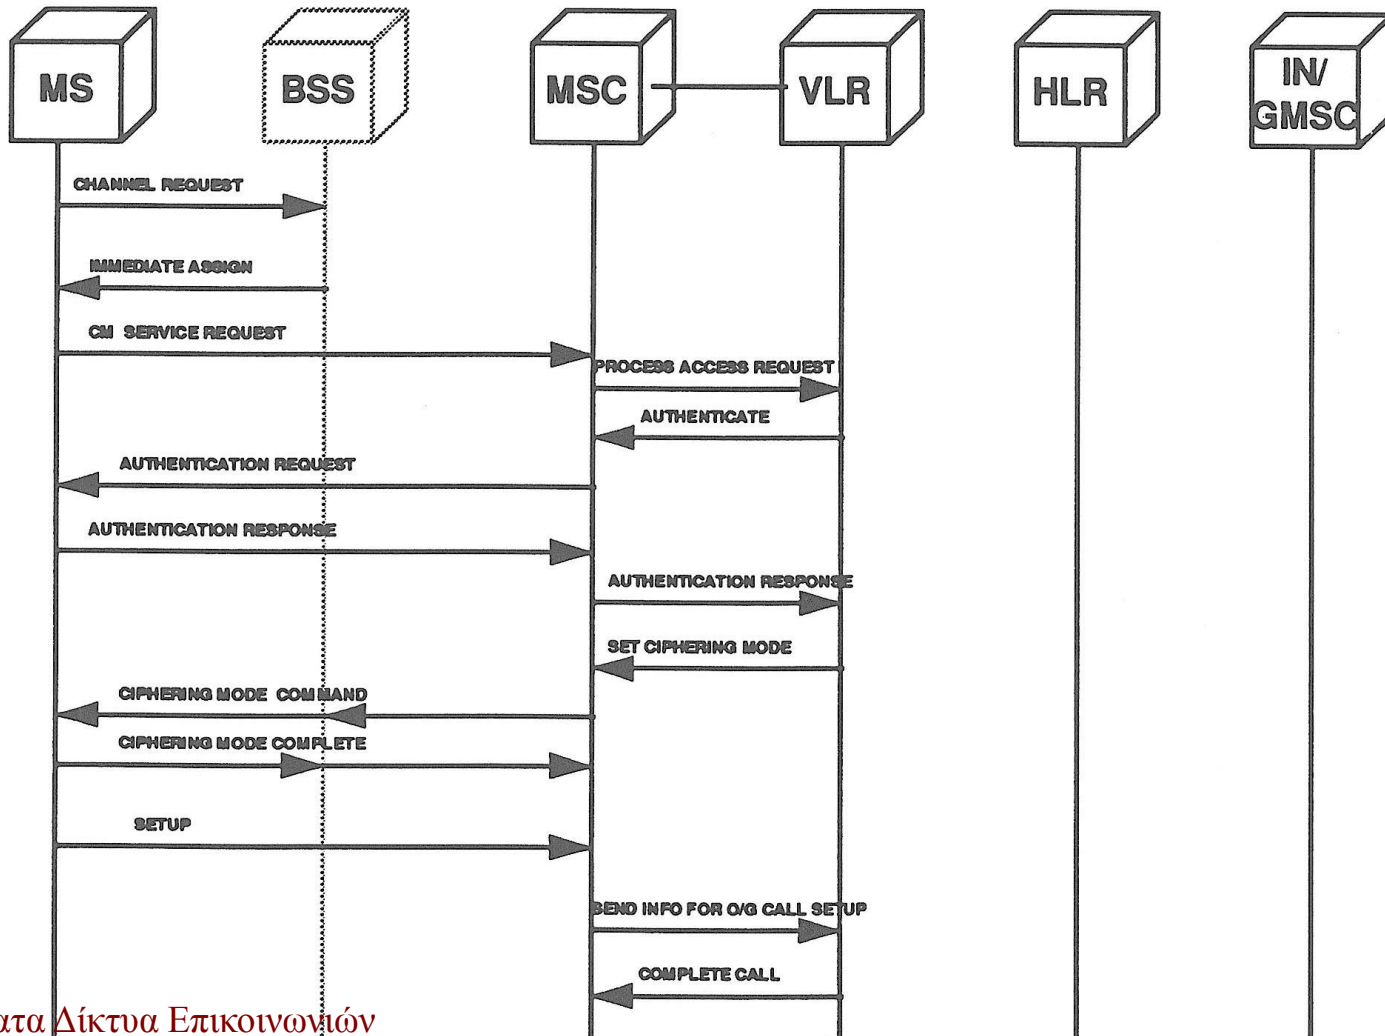 MS
BSS
MSC
VLR
HLR
IN/
GMSC
CHANNEL REQUEST
IMMEDIATE ASSIGN
CM SERVICE REQUEST
PROCESS ACCESS REQUEST
AUTHENTICATE
AUTHENTICATION REQUEST
AUTHENTICATION RESPONSE
AUTHENTICATION RESPONSE
SET CIPHERING MODE
CIPHERING MODE COMMAND
CIPHERING MODE COMPLETE
SETUP
SEND INFO FOR O/G CALL SETUP
COMPLETE CALL
Δίκτυα Επικοινωνιών